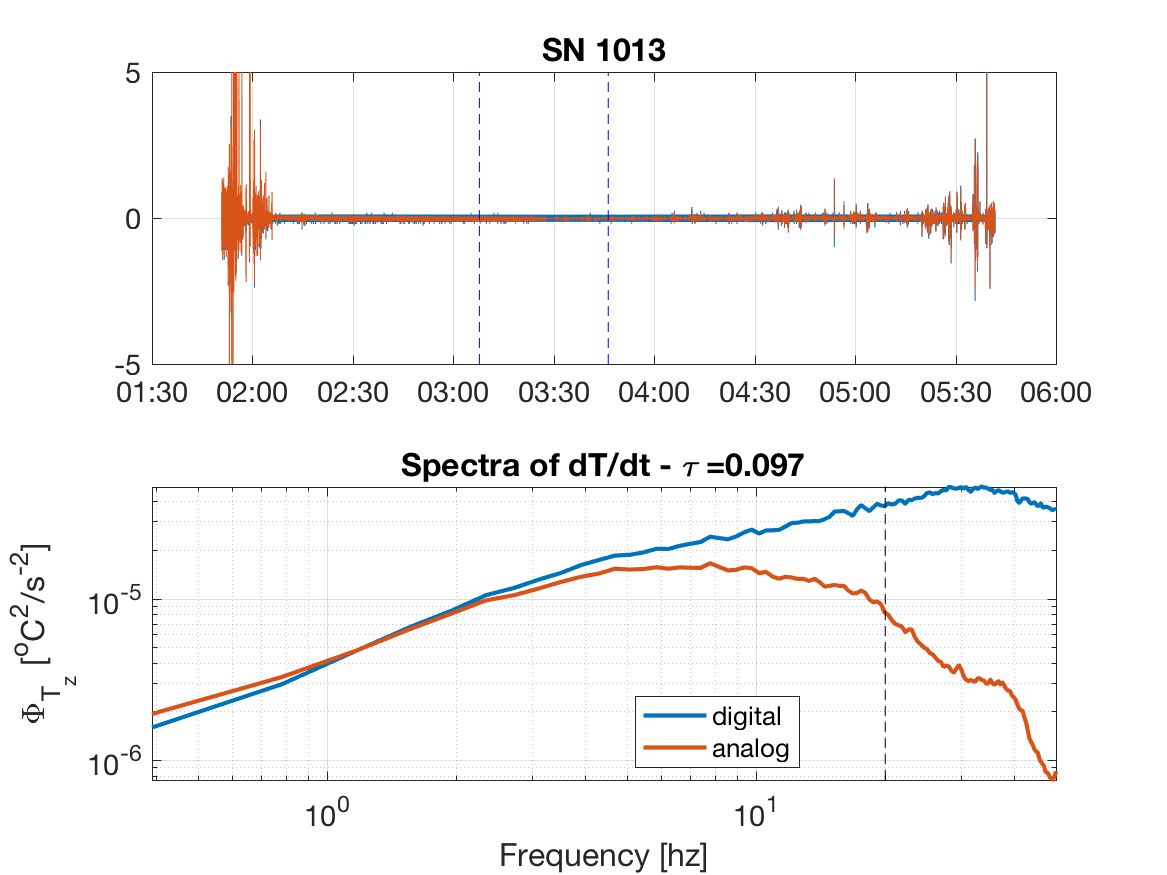 SN 1013
5
0
-5
01:30 02:00 02:30 03:00 03:30 04:00 04:30 05:00 05:30 06:00
Spectra of dT/dt - τ =0.097
Φ_{T_z} [°C²/s⁻²]
10⁻⁵
10⁻⁶
digital
analog
10⁰ 10¹
Frequency [hz]